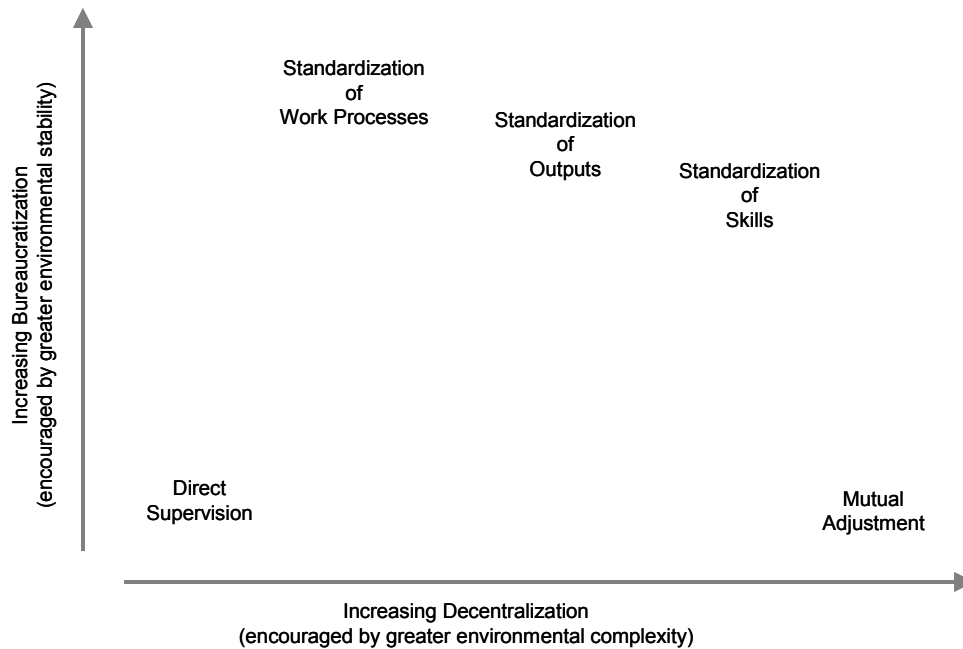 Increasing Bureaucratization
(encouraged by greater environmental stability)
Standardization
of
Work Processes
Standardization
of
Outputs
Standardization
of
Skills
Direct
Supervision
Mutual
Adjustment
Increasing Decentralization
(encouraged by greater environmental complexity)